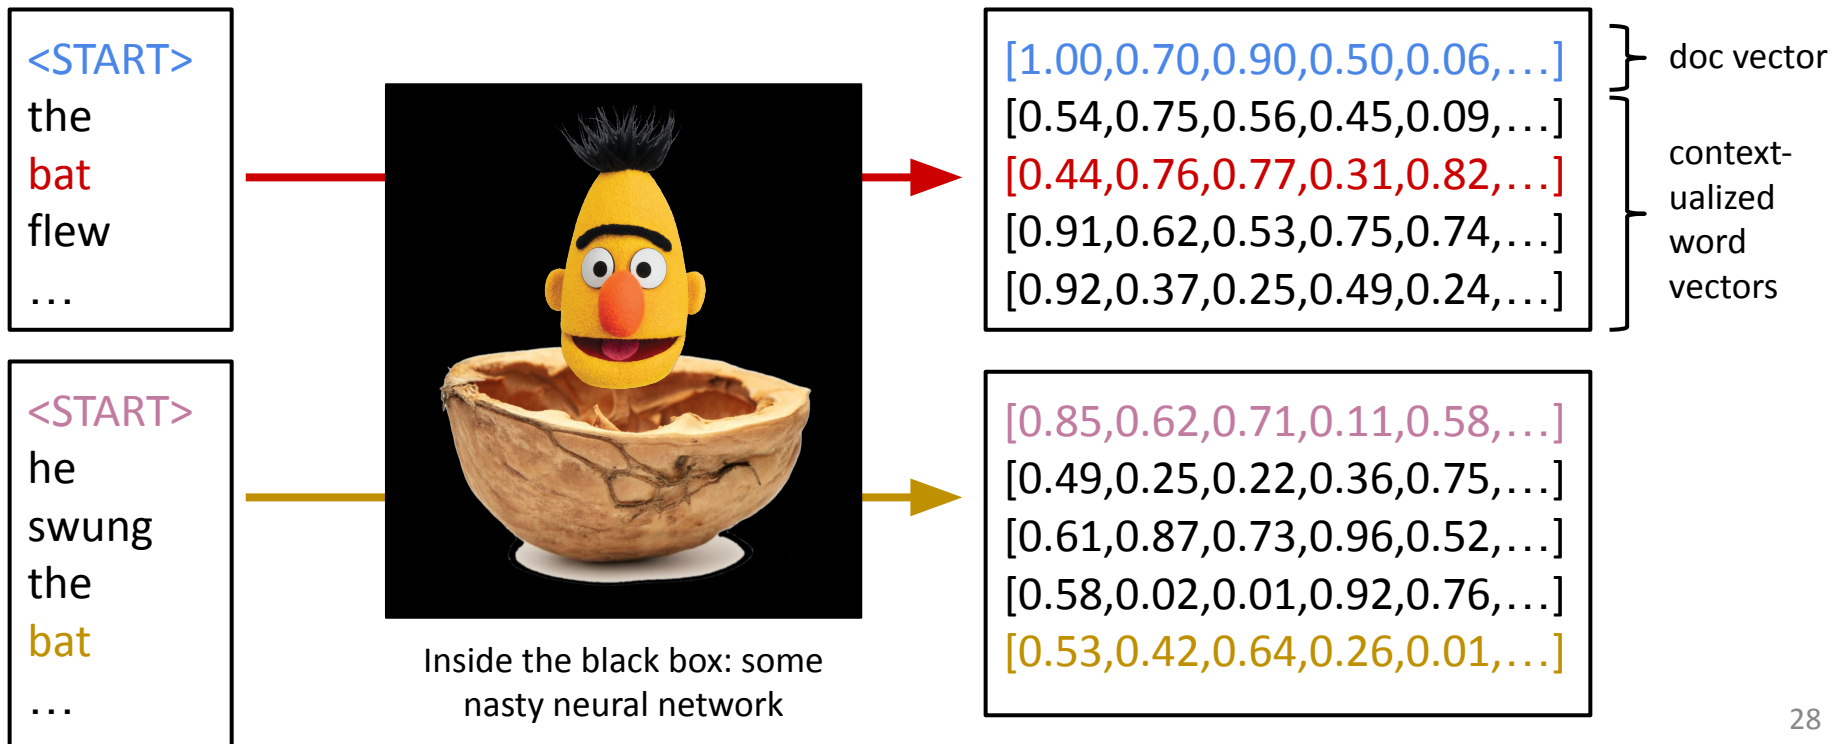 <START>
the
bat
flew
…
[1.00,0.70,0.90,0.50,0.06,…]
[0.54,0.75,0.56,0.45,0.09,…]
[0.44,0.76,0.77,0.31,0.82,…]
[0.91,0.62,0.53,0.75,0.74,…]
[0.92,0.37,0.25,0.49,0.24,…]
doc vector
context-
ualized
word
vectors
<START>
he
swung
the
bat
…
[0.85,0.62,0.71,0.11,0.58,…]
[0.49,0.25,0.22,0.36,0.75,…]
[0.61,0.87,0.73,0.96,0.52,…]
[0.58,0.02,0.01,0.92,0.76,…]
[0.53,0.42,0.64,0.26,0.01,…]
Inside the black box: some
nasty neural network
28